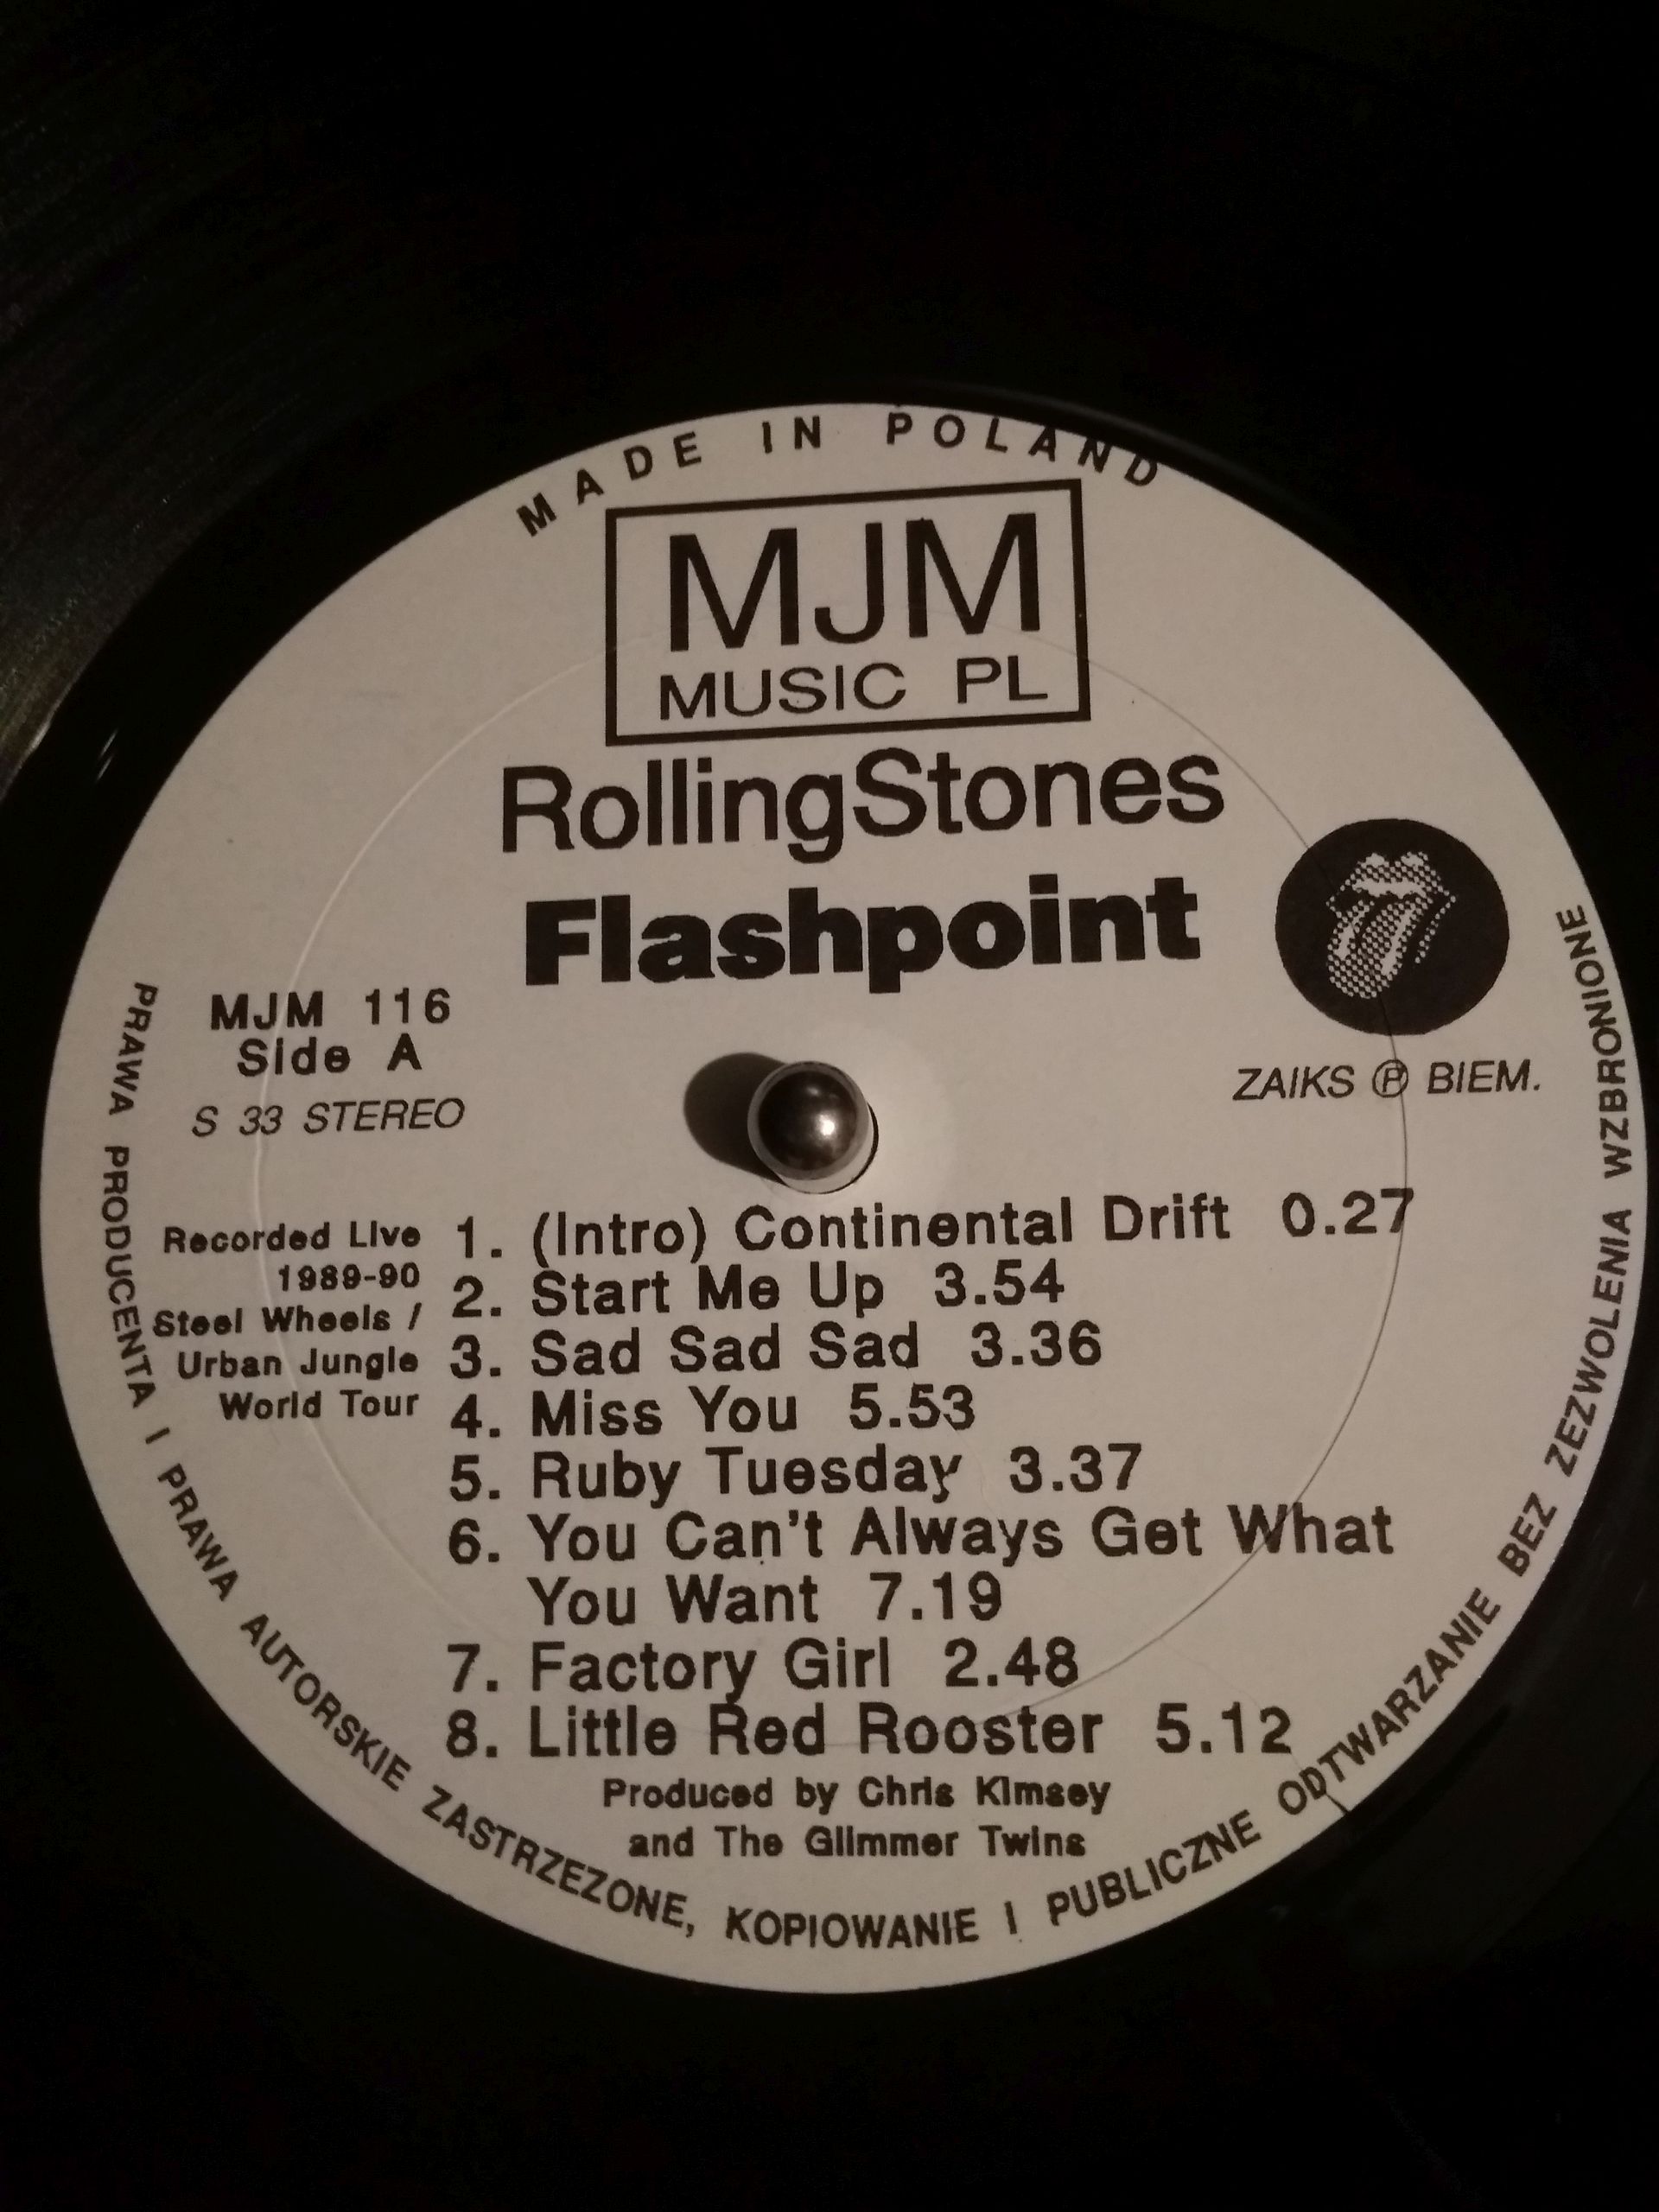 MADE IN POLAND
MJM
MUSIC PL
RollingStones
Flashpoint
MJM 116
Side A
S 33 STEREO
ZAIKS Ⓟ BIEM.
Recorded Live
1989-90
Steel Wheels /
Urban Jungle
World Tour
1. (Intro) Continental Drift 0.27
2. Start Me Up 3.54
3. Sad Sad Sad 3.36
4. Miss You 5.53
5. Ruby Tuesday 3.37
6. You Can't Always Get What
You Want 7.19
7. Factory Girl 2.48
8. Little Red Rooster 5.12
Produced by Chris Kimsey
and The Glimmer Twins
PRAWA PRODUCENTA I PRAWA AUTORSKIE ZASTRZEZONE, KOPIOWANIE I PUBLICZNE ODTWARZANIE BEZ ZEZWOLENIA WZBRONIONE